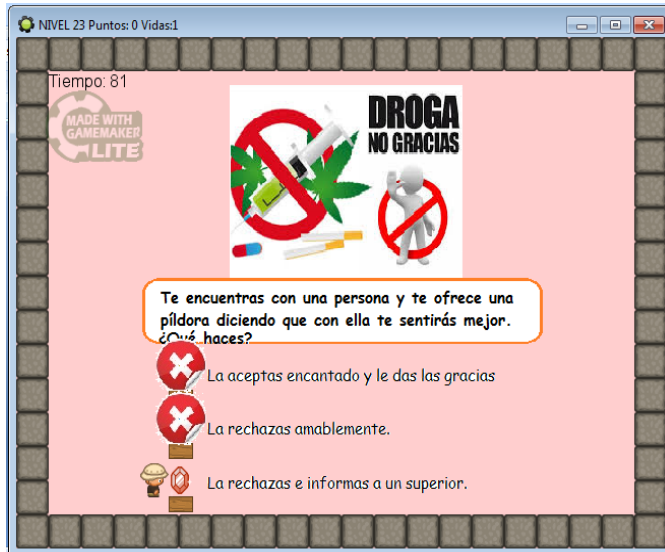 NIVEL 23 Puntos: 0 Vidas:1
Tiempo: 81
MADE WITH
GAMEMAKER
LITE
DROGA
NO GRACIAS
Te encuentras con una persona y te ofrece una
píldora diciendo que con ella te sentirás mejor.
¿Qué haces?
La aceptas encantado y le das las gracias
La rechazas amablemente.
La rechazas e informas a un superior.